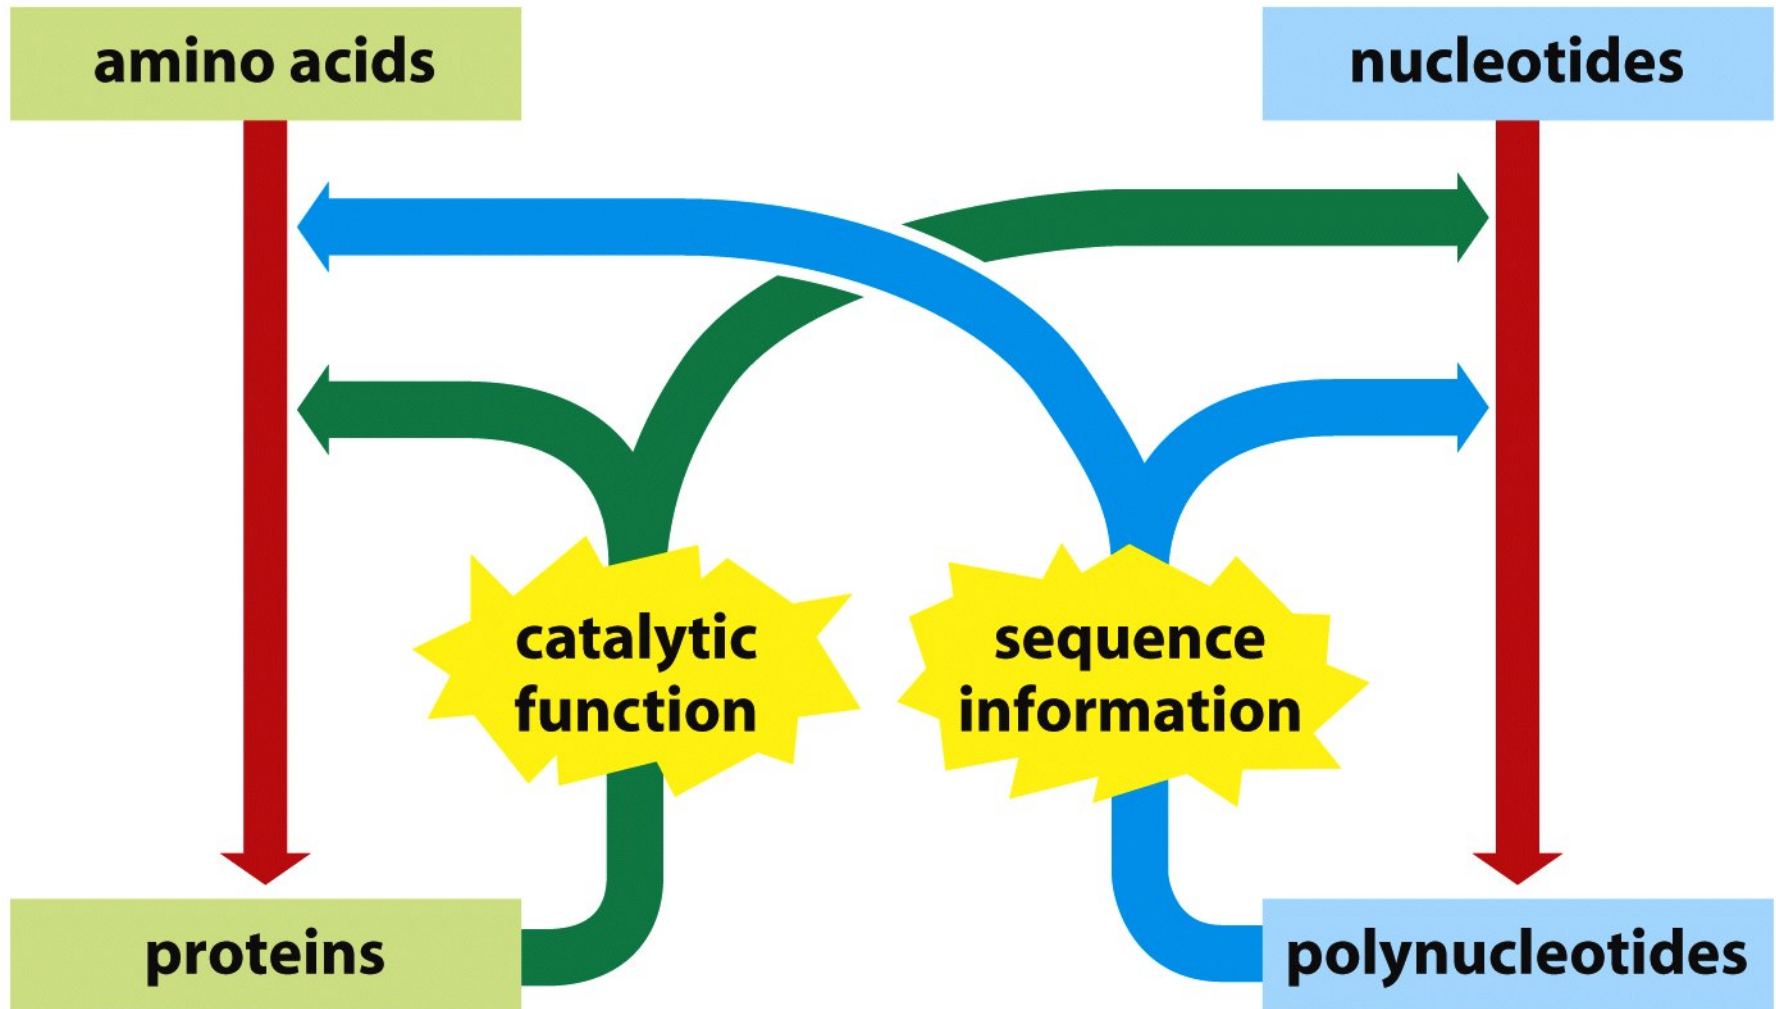 amino acids
nucleotides
catalytic
function
sequence
information
proteins
polynucleotides